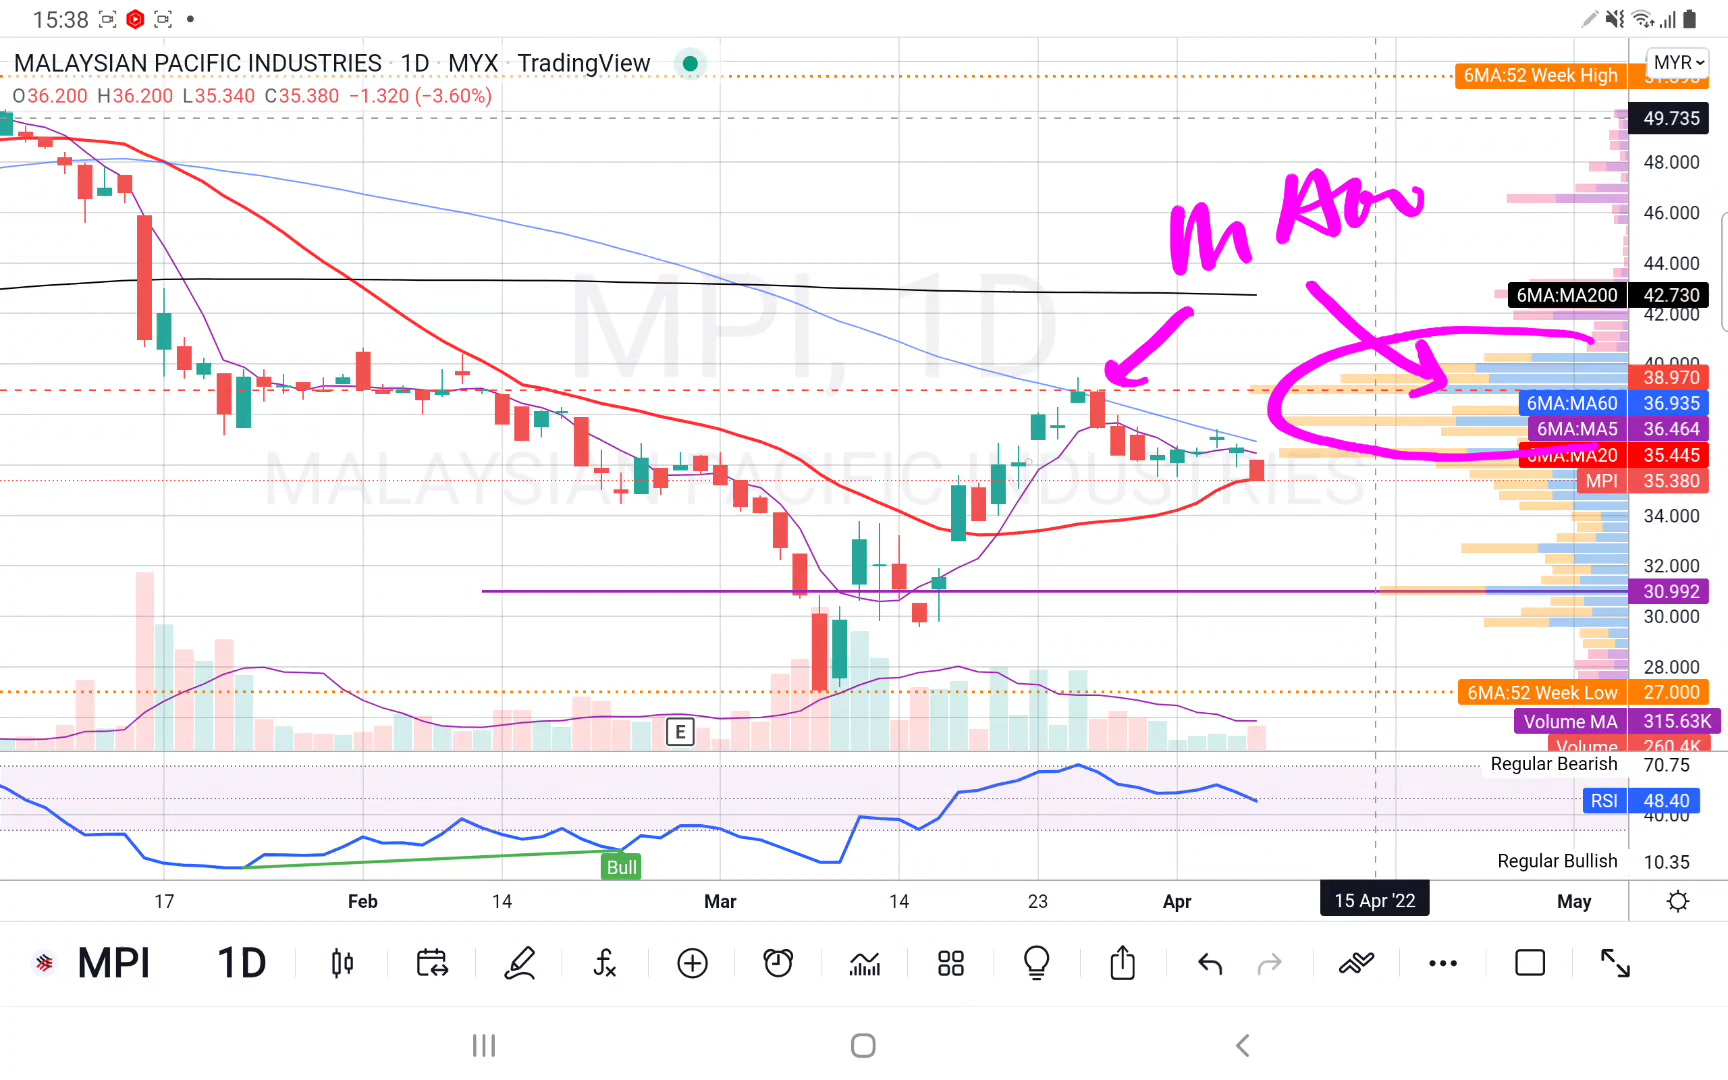 15:38
MALAYSIAN PACIFIC INDUSTRIES · 1D · MYX · TradingView
MYR
O36.200 H36.200 L35.340 C35.380 −1.320 (−3.60%)
6MA:52 Week High
49.735
48.000
46.000
44.000
6MA:MA200 42.730
42.000
40.000
38.970
6MA:MA60 36.935
6MA:MA5 36.464
6MA:MA20 35.445
MPI 35.380
34.000
32.000
30.992
30.000
28.000
6MA:52 Week Low 27.000
Volume MA 315.63K
Volume 260.4K
MPI, 1D
MALAYSIAN PACIFIC INDUSTRIES
E
Regular Bearish 70.75
RSI 48.40
40.00
Regular Bullish 10.35
Bull
17 Feb 14 Mar 14 23 Apr 15 Apr '22 May
MPI 1D